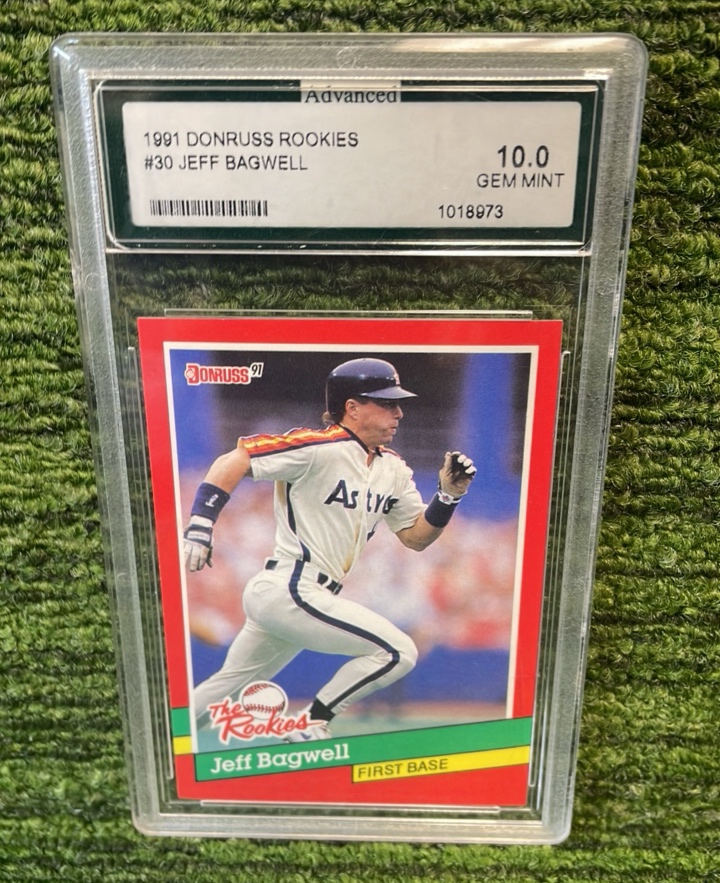 Advanced
1991 DONRUSS ROOKIES
#30 JEFF BAGWELL
10.0
GEM MINT
1018973
DONRUSS 91
Astros
The
Rookies
Jeff Bagwell
FIRST BASE